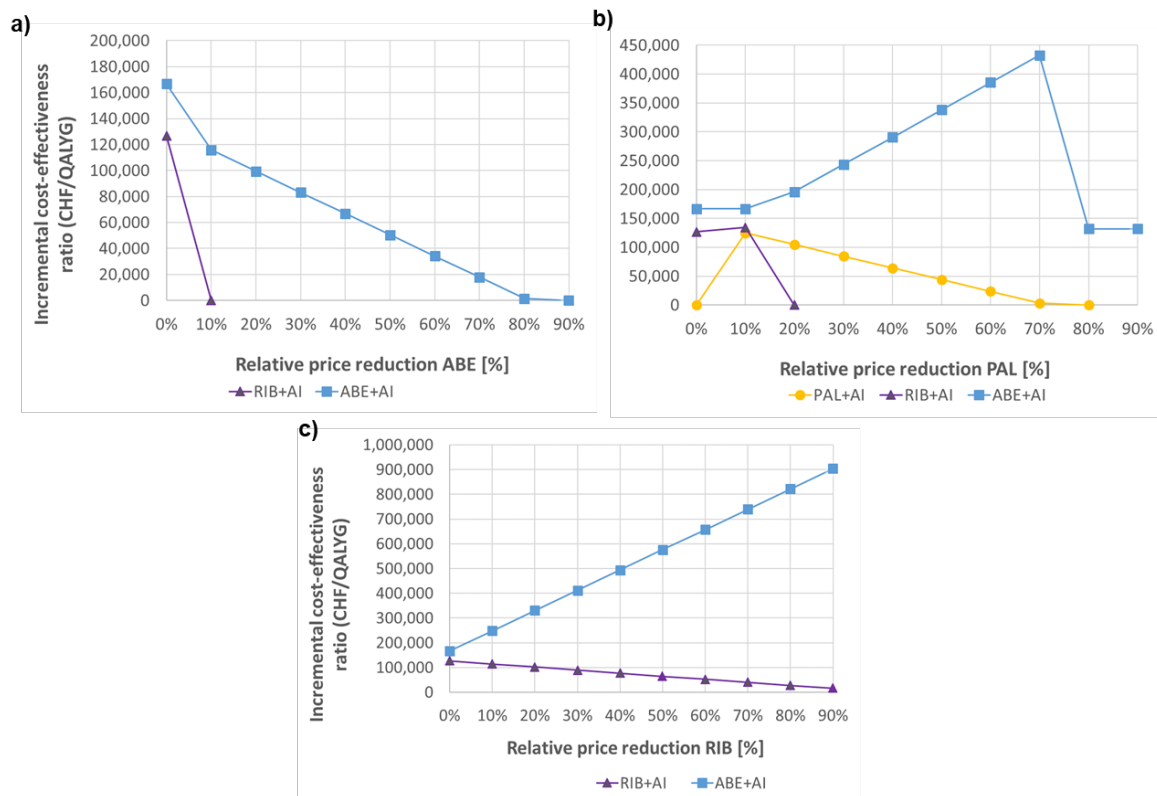 a)
Incremental cost-effectiveness
ratio (CHF/QALYG)
200,000
180,000
160,000
140,000
120,000
100,000
80,000
60,000
40,000
20,000
0
0% 10% 20% 30% 40% 50% 60% 70% 80% 90%
Relative price reduction ABE [%]
RIB+AI ABE+AI
b)
450,000
400,000
350,000
300,000
250,000
200,000
150,000
100,000
50,000
0
0% 10% 20% 30% 40% 50% 60% 70% 80% 90%
Relative price reduction PAL [%]
PAL+AI RIB+AI ABE+AI
c)
Incremental cost-effectiveness
ratio (CHF/QALYG)
1,000,000
900,000
800,000
700,000
600,000
500,000
400,000
300,000
200,000
100,000
0
0% 10% 20% 30% 40% 50% 60% 70% 80% 90%
Relative price reduction RIB [%]
RIB+AI ABE+AI